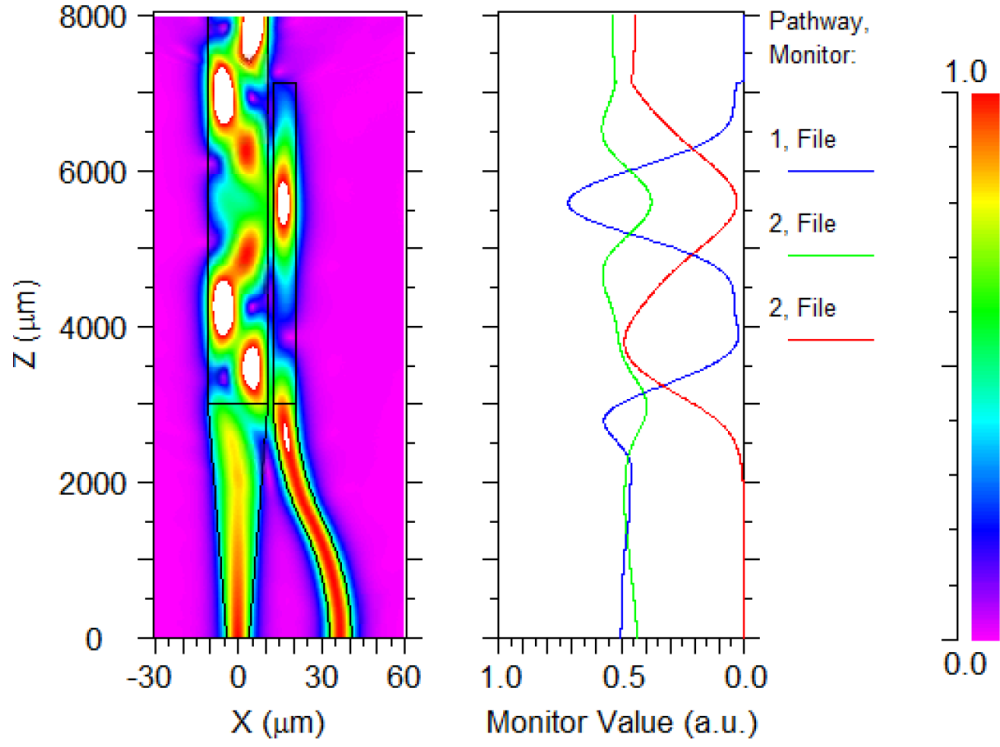 8000
6000
4000
2000
0
Z (μm)
-30
0
30
60
X (μm)
1.0
0.5
0.0
Monitor Value (a.u.)
Pathway,
Monitor:
1, File
2, File
2, File
1.0
0.0